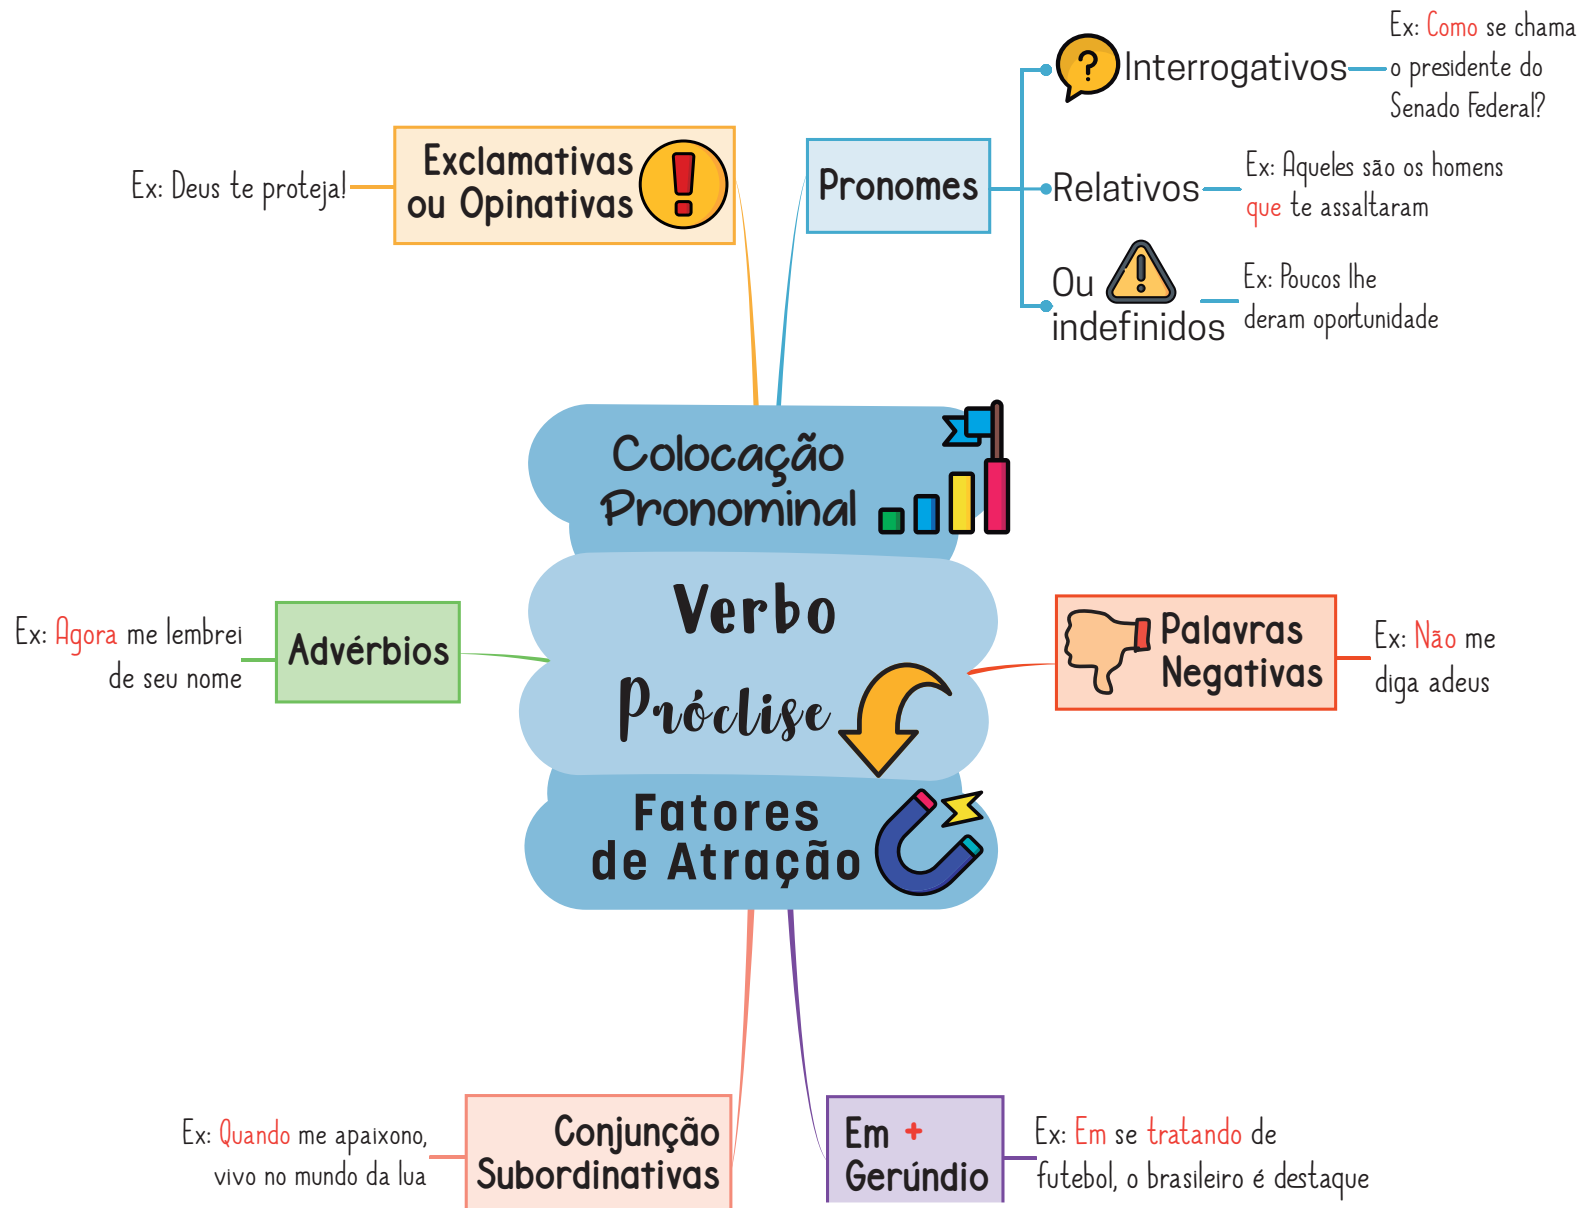 Ex: Como se chama
o presidente do
Senado Federal?
Interrogativos
Exclamativas
ou Opinativas
Ex: Deus te proteja!
Pronomes
Relativos
Ex: Aqueles são os homens
que te assaltaram
Ou
indefinidos
Ex: Poucos lhe
deram oportunidade
Colocação
Pronominal
Verbo
Próclise
Fatores
de Atração
Ex: Agora me lembrei
de seu nome
Advérbios
Palavras
Negativas
Ex: Não me
diga adeus
Ex: Quando me apaixono,
vivo no mundo da lua
Conjunção
Subordinativas
Em +
Gerúndio
Ex: Em se tratando de
futebol, o brasileiro é destaque